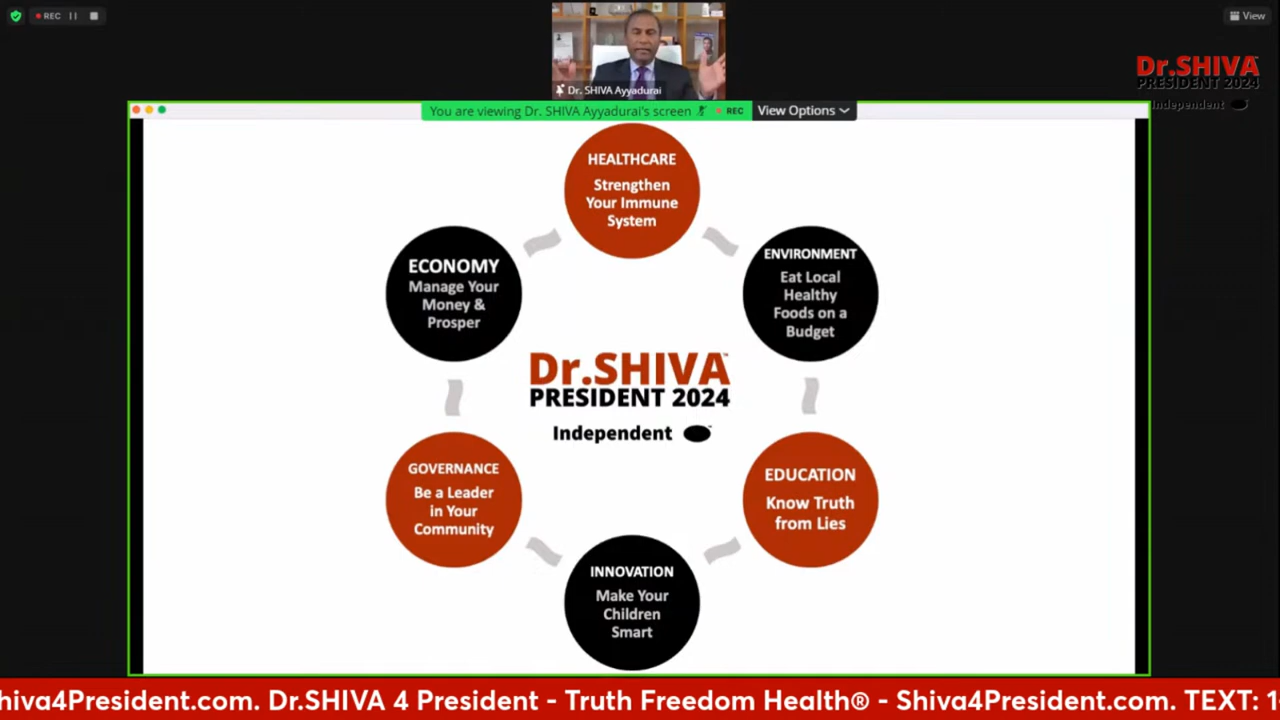 REC
View
Dr. SHIVA Ayyadurai
Dr.SHIVA™
PRESIDENT 2024
Independent
You are viewing Dr. SHIVA Ayyadurai's screen
REC
View Options
HEALTHCARE
Strengthen
Your Immune
System
ECONOMY
Manage Your
Money &
Prosper
ENVIRONMENT
Eat Local
Healthy
Foods on a
Budget
Dr.SHIVA™
PRESIDENT 2024
Independent
GOVERNANCE
Be a Leader
in Your
Community
EDUCATION
Know Truth
from Lies
INNOVATION
Make Your
Children
Smart
hiva4President.com. Dr.SHIVA 4 President - Truth Freedom Health® - Shiva4President.com. TEXT: 1